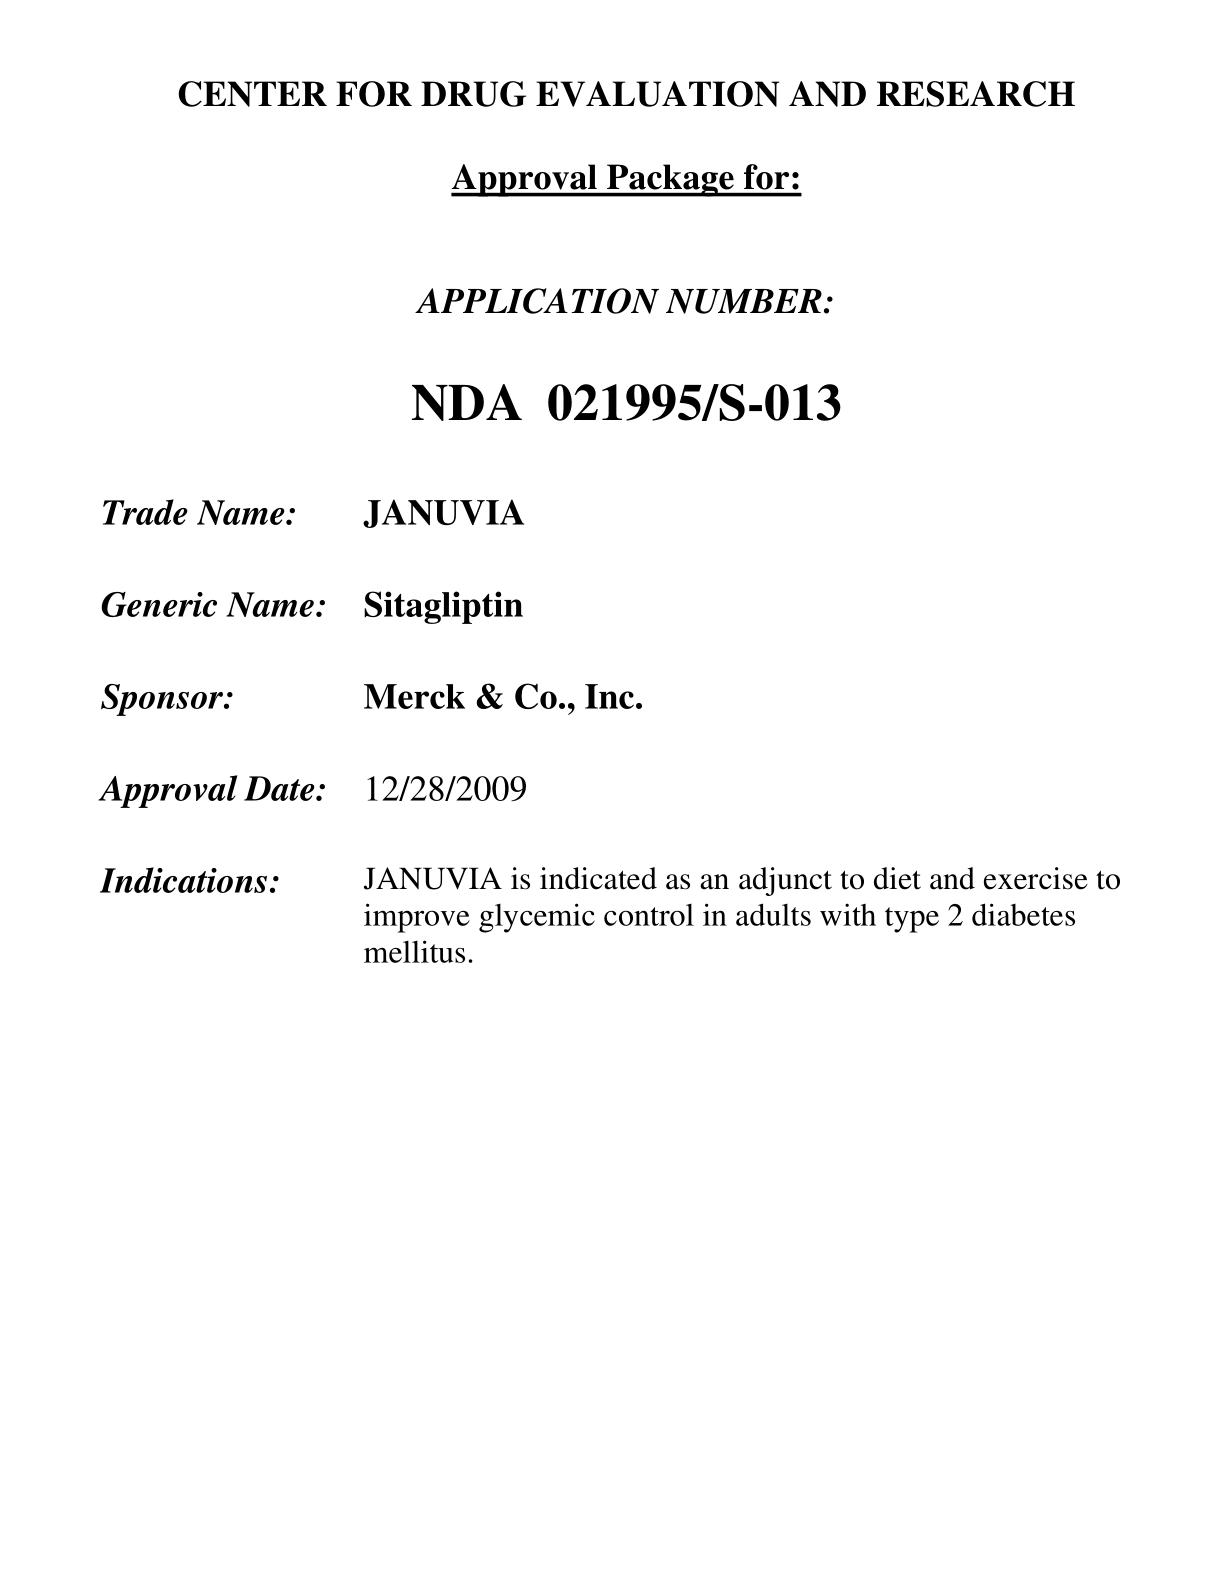 CENTER FOR DRUG EVALUATION AND RESEARCH
Approval Package for:
APPLICATION NUMBER:
NDA 021995/S-013
Trade Name: JANUVIA
Generic Name: Sitagliptin
Sponsor: Merck & Co., Inc.
Approval Date: 12/28/2009
Indications: JANUVIA is indicated as an adjunct to diet and exercise to
improve glycemic control in adults with type 2 diabetes
mellitus.